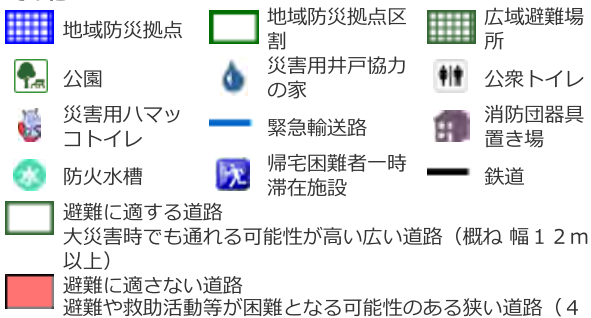 地域防災拠点
地域防災拠点区
割
広域避難場
所
公園
災害用井戸協力
の家
公衆トイレ
災害用ハマッ
コトイレ
緊急輸送路
消防団器具
置き場
水
防火水槽
帰宅困難者一時
滞在施設
鉄道
避難に適する道路
大災害時でも通れる可能性が高い広い道路（概ね 幅１２ｍ
以上）
避難に適さない道路
避難や救助活動等が困難となる可能性のある狭い道路（４